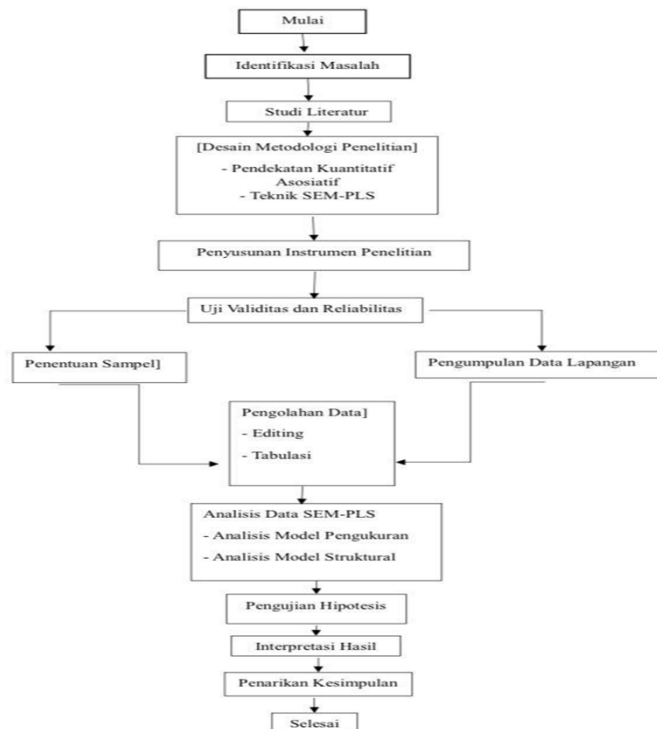 Mulai
Identifikasi Masalah
Studi Literatur
[Desain Metodologi Penelitian]
- Pendekatan Kuantitatif
Asosiatif
- Teknik SEM-PLS
Penyusunan Instrumen Penelitian
Uji Validitas dan Reliabilitas
Penentuan Sampel]
Pengumpulan Data Lapangan
Pengolahan Data]
- Editing
- Tabulasi
Analisis Data SEM-PLS
- Analisis Model Pengukuran
- Analisis Model Struktural
Pengujian Hipotesis
Interpretasi Hasil
Penarikan Kesimpulan
Selesai